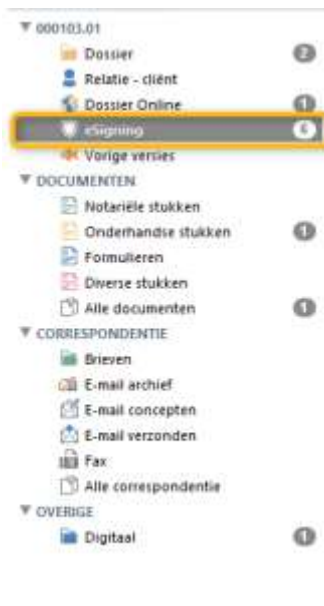 000103.01
Dossier 2
Relatie - cliënt
Dossier Online 1
eSigning 6
Vorige versies
DOCUMENTEN
Notariële stukken
Onderhandse stukken 1
Formulieren
Diverse stukken
Alle documenten 1
CORRESPONDENTIE
Brieven
E-mail archief
E-mail concepten
E-mail verzonden
Fax
Alle correspondentie
OVERIGE
Digitaal 1